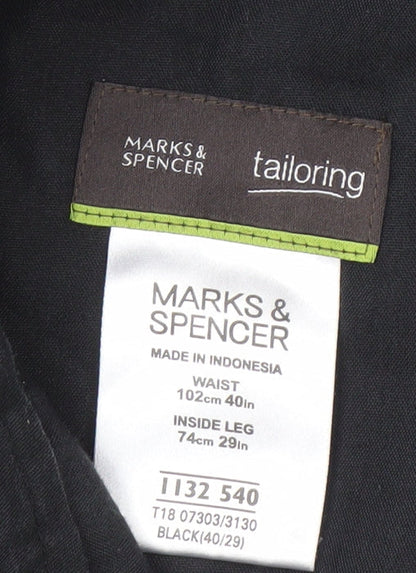 MARKS &
SPENCER
tailoring
MARKS &
SPENCER
MADE IN INDONESIA
WAIST
102cm 40in
INSIDE LEG
74cm 29in
1132 540
T18 07303/3130
BLACK(40/29)